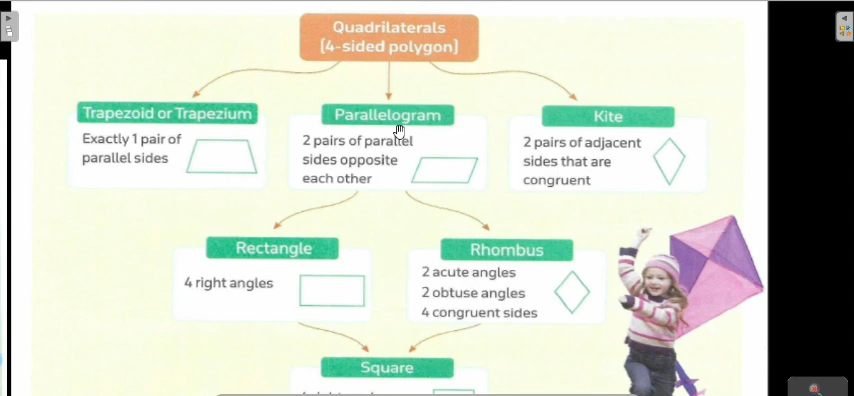 Quadrilaterals
(4-sided polygon)
Trapezoid or Trapezium
Exactly 1 pair of
parallel sides
Parallelogram
2 pairs of parallel
sides opposite
each other
Kite
2 pairs of adjacent
sides that are
congruent
Rectangle
4 right angles
Rhombus
2 acute angles
2 obtuse angles
4 congruent sides
Square